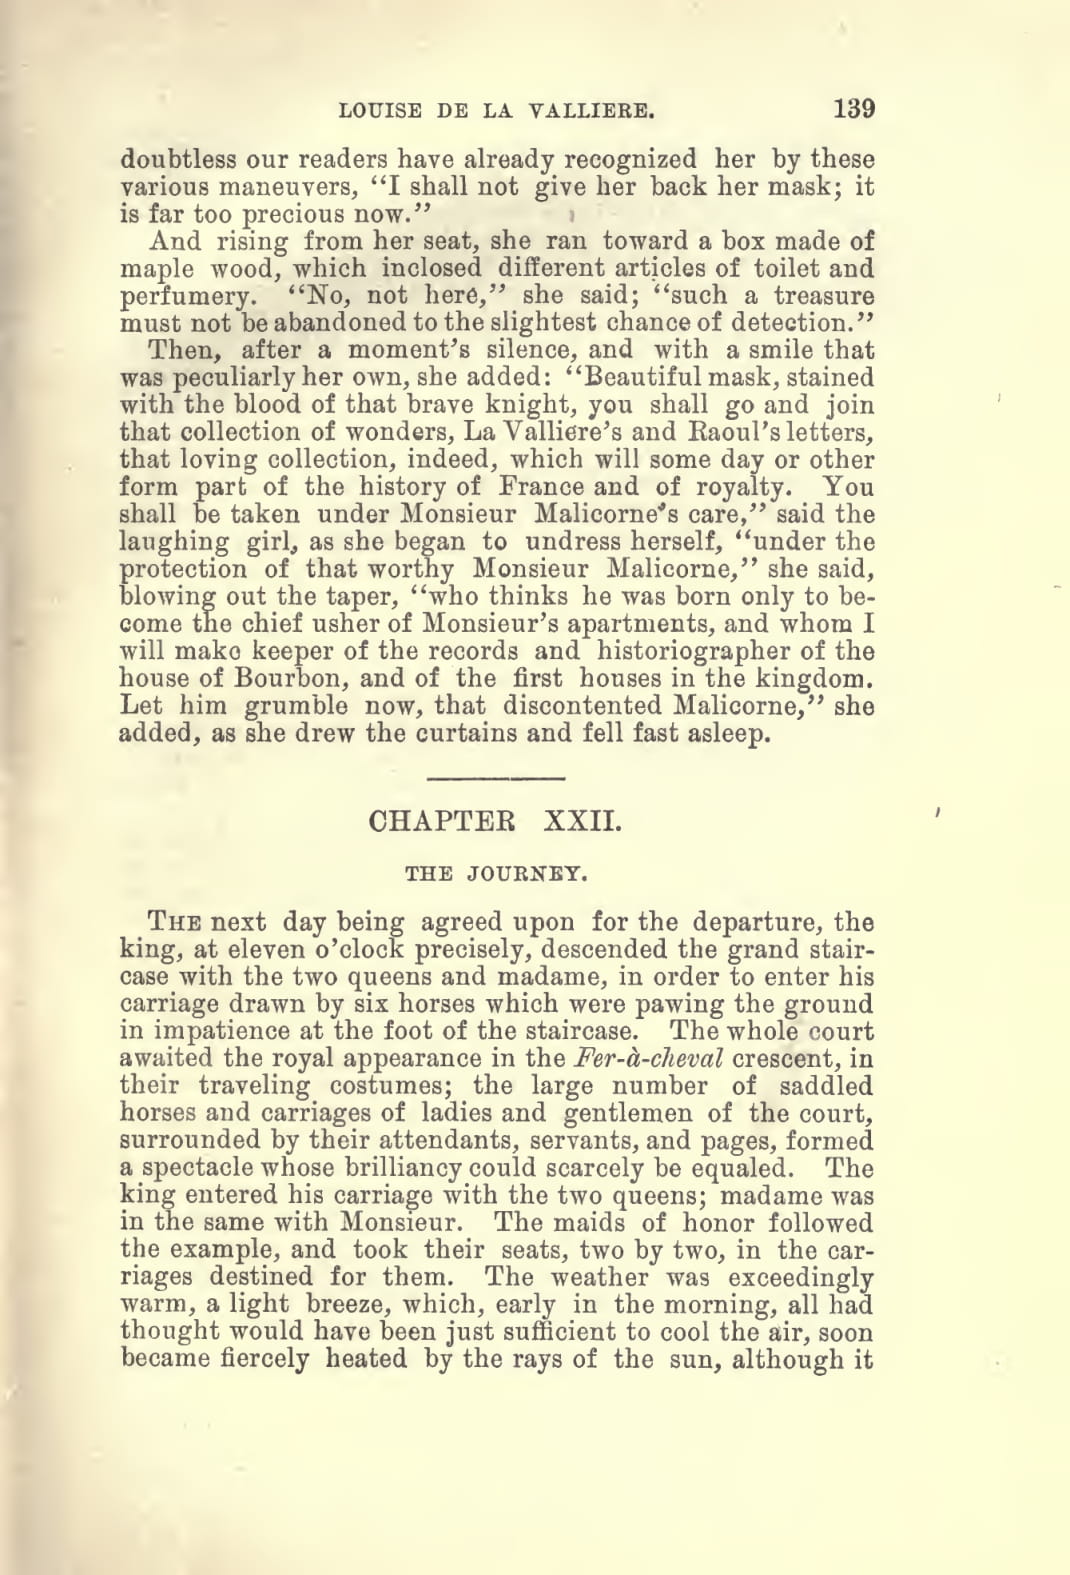 LOUISE DE LA VALLIERE. 139
doubtless our readers have already recognized her by these
various maneuvers, “I shall not give her back her mask; it
is far too precious now.”
And rising from her seat, she ran toward a box made of
maple wood, which inclosed different articles of toilet and
perfumery. “No, not here,” she said; “such a treasure
must not be abandoned to the slightest chance of detection.”
Then, after a moment's silence, and with a smile that
was peculiarly her own, she added: “Beautiful mask, stained
with the blood of that brave knight, you shall go and join
that collection of wonders, La Valliere's and Raoul's letters,
that loving collection, indeed, which will some day or other
form part of the history of France and of royalty. You
shall be taken under Monsieur Malicorne's care,” said the
laughing girl, as she began to undress herself, “under the
protection of that worthy Monsieur Malicorne,” she said,
blowing out the taper, “who thinks he was born only to be-
come the chief usher of Monsieur's apartments, and whom I
will make keeper of the records and historiographer of the
house of Bourbon, and of the first houses in the kingdom.
Let him grumble now, that discontented Malicorne,” she
added, as she drew the curtains and fell fast asleep.
CHAPTER XXII.
THE JOURNEY.
THE next day being agreed upon for the departure, the
king, at eleven o'clock precisely, descended the grand stair-
case with the two queens and madame, in order to enter his
carriage drawn by six horses which were pawing the ground
in impatience at the foot of the staircase. The whole court
awaited the royal appearance in the Fer-à-cheval crescent, in
their traveling costumes; the large number of saddled
horses and carriages of ladies and gentlemen of the court,
surrounded by their attendants, servants, and pages, formed
a spectacle whose brilliancy could scarcely be equaled. The
king entered his carriage with the two queens; madame was
in the same with Monsieur. The maids of honor followed
the example, and took their seats, two by two, in the car-
riages destined for them. The weather was exceedingly
warm, a light breeze, which, early in the morning, all had
thought would have been just sufficient to cool the air, soon
became fiercely heated by the rays of the sun, although it